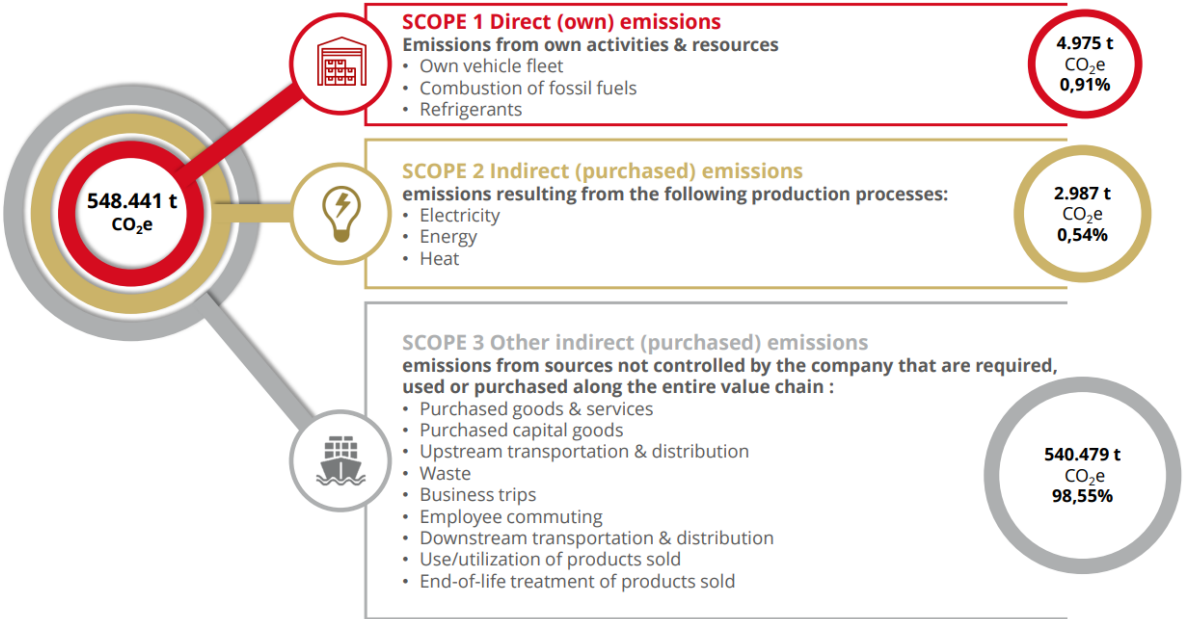 548.441 t
CO₂e
SCOPE 1 Direct (own) emissions
Emissions from own activities & resources
• Own vehicle fleet
• Combustion of fossil fuels
• Refrigerants
4.975 t
CO₂e
0,91%
SCOPE 2 Indirect (purchased) emissions
emissions resulting from the following production processes:
• Electricity
• Energy
• Heat
2.987 t
CO₂e
0,54%
SCOPE 3 Other indirect (purchased) emissions
emissions from sources not controlled by the company that are required,
used or purchased along the entire value chain :
• Purchased goods & services
• Purchased capital goods
• Upstream transportation & distribution
• Waste
• Business trips
• Employee commuting
• Downstream transportation & distribution
• Use/utilization of products sold
• End-of-life treatment of products sold
540.479 t
CO₂e
98,55%